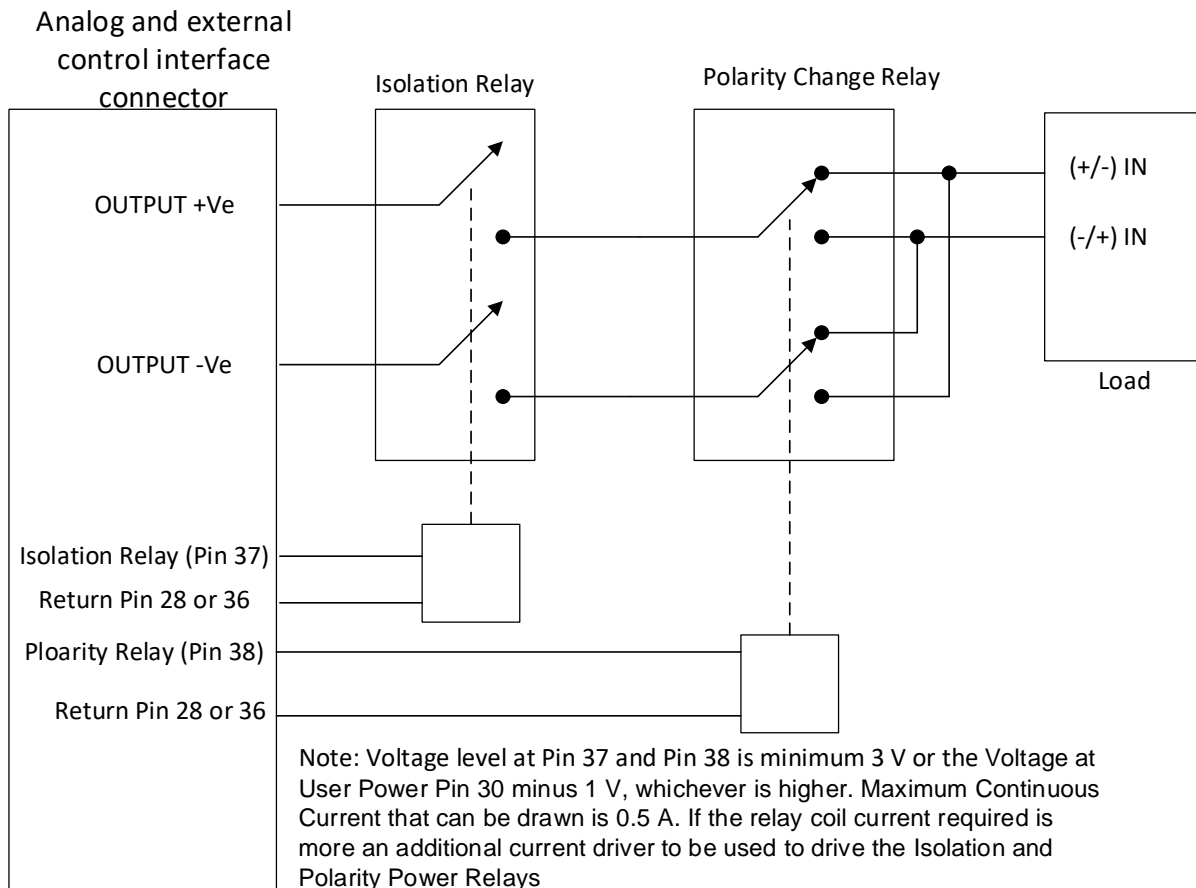 Analog and external
control interface
connector
Isolation Relay
Polarity Change Relay
OUTPUT +Ve
(+/-) IN
(-/+) IN
OUTPUT -Ve
Load
Isolation Relay (Pin 37)
Return Pin 28 or 36
Ploarity Relay (Pin 38)
Return Pin 28 or 36
Note: Voltage level at Pin 37 and Pin 38 is minimum 3 V or the Voltage at
User Power Pin 30 minus 1 V, whichever is higher. Maximum Continuous
Current that can be drawn is 0.5 A. If the relay coil current required is
more an additional current driver to be used to drive the Isolation and
Polarity Power Relays